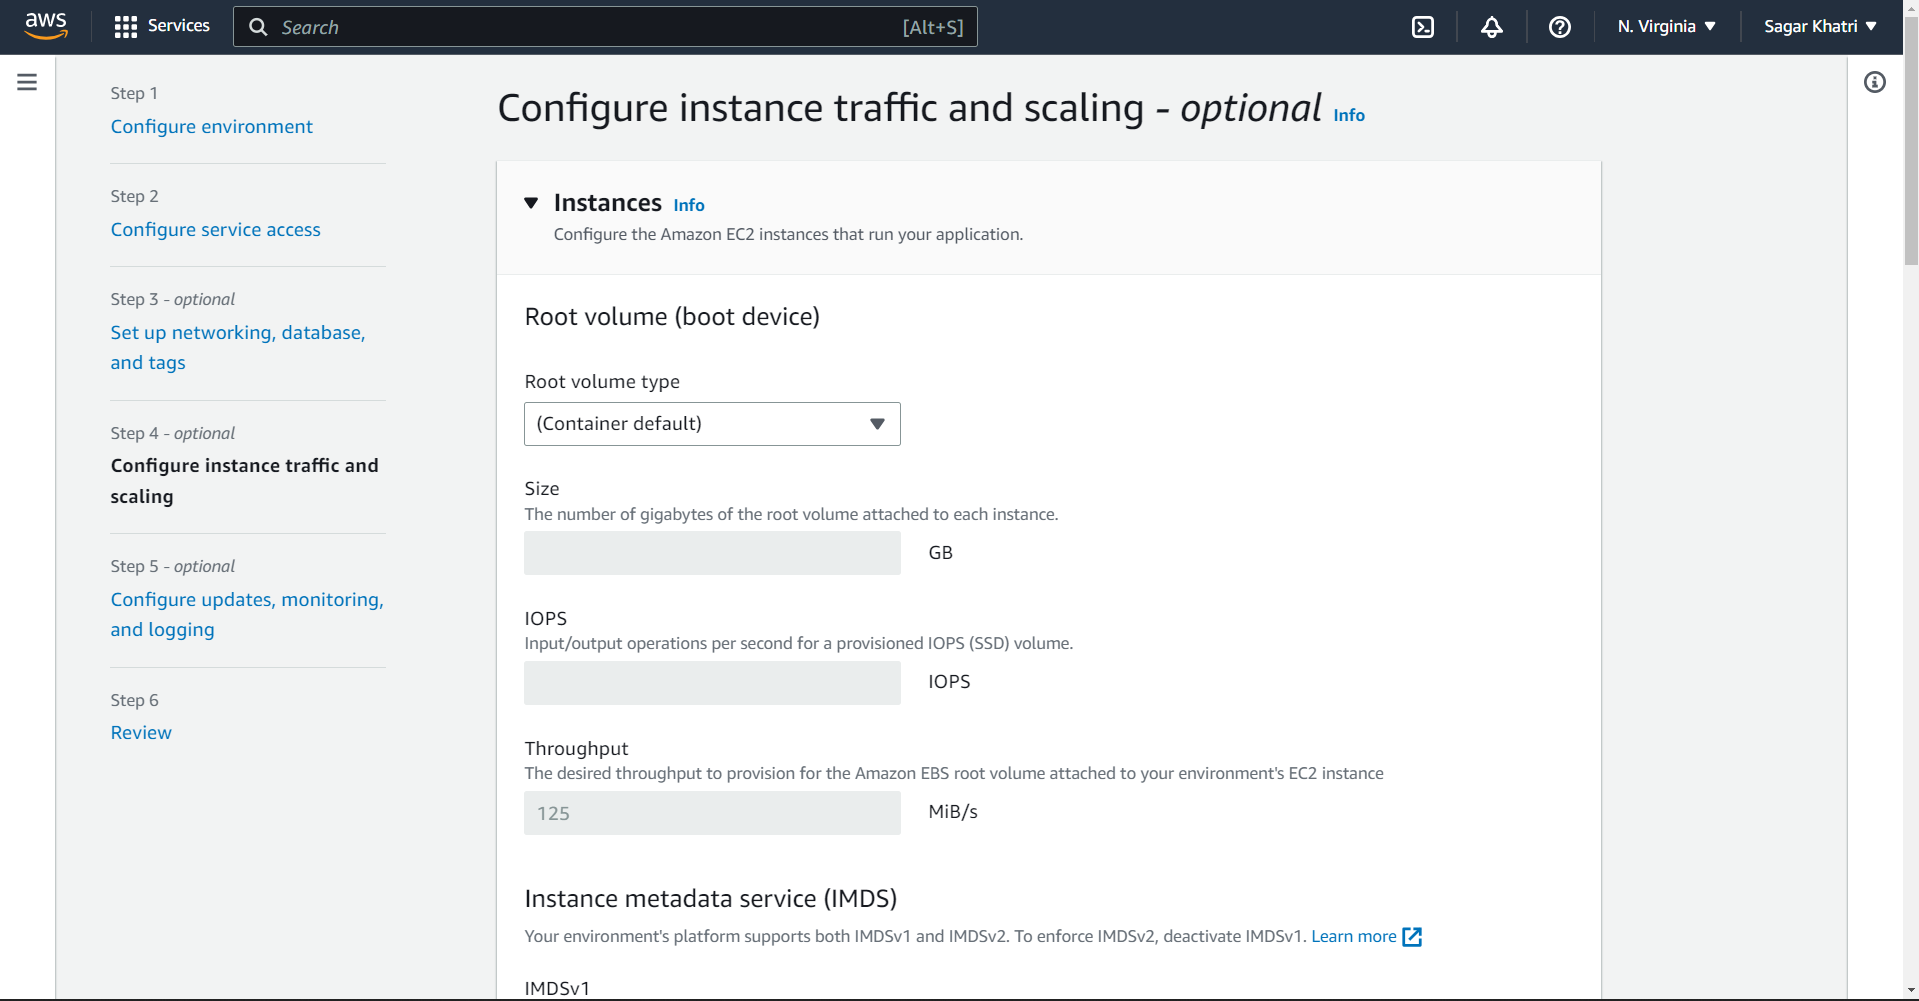 aws
Services
Search
[Alt+S]
N. Virginia
Sagar Khatri
Step 1
Configure environment
Step 2
Configure service access
Step 3 - optional
Set up networking, database,
and tags
Step 4 - optional
Configure instance traffic and
scaling
Step 5 - optional
Configure updates, monitoring,
and logging
Step 6
Review
Configure instance traffic and scaling - optional Info
Instances Info
Configure the Amazon EC2 instances that run your application.
Root volume (boot device)
Root volume type
(Container default)
Size
The number of gigabytes of the root volume attached to each instance.
GB
IOPS
Input/output operations per second for a provisioned IOPS (SSD) volume.
IOPS
Throughput
The desired throughput to provision for the Amazon EBS root volume attached to your environment's EC2 instance
125
MiB/s
Instance metadata service (IMDS)
Your environment's platform supports both IMDSv1 and IMDSv2. To enforce IMDSv2, deactivate IMDSv1. Learn more
IMDSv1